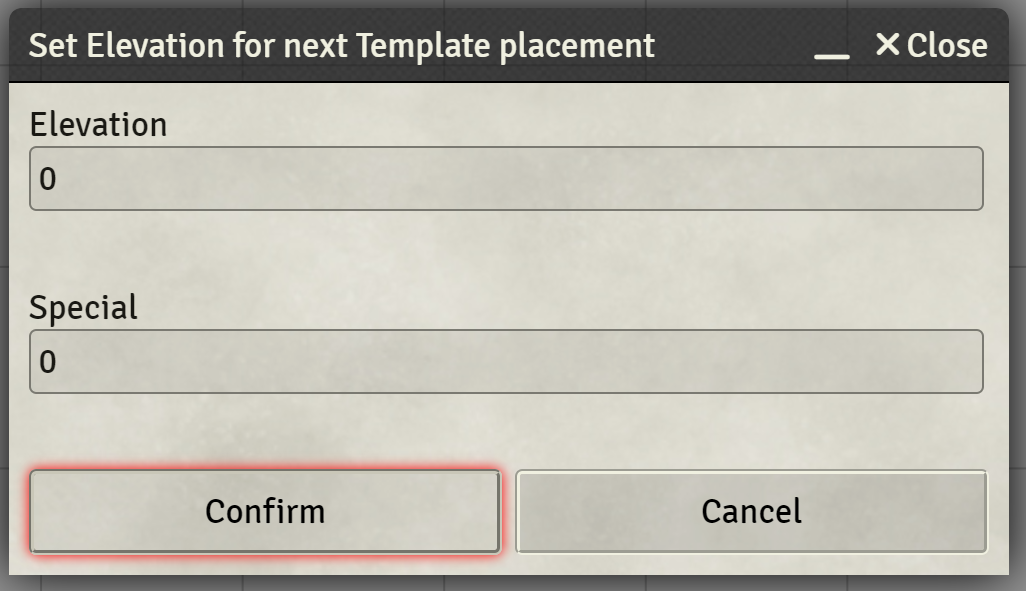 Set Elevation for next Template placement
Close
Elevation
0
Special
0
Confirm
Cancel